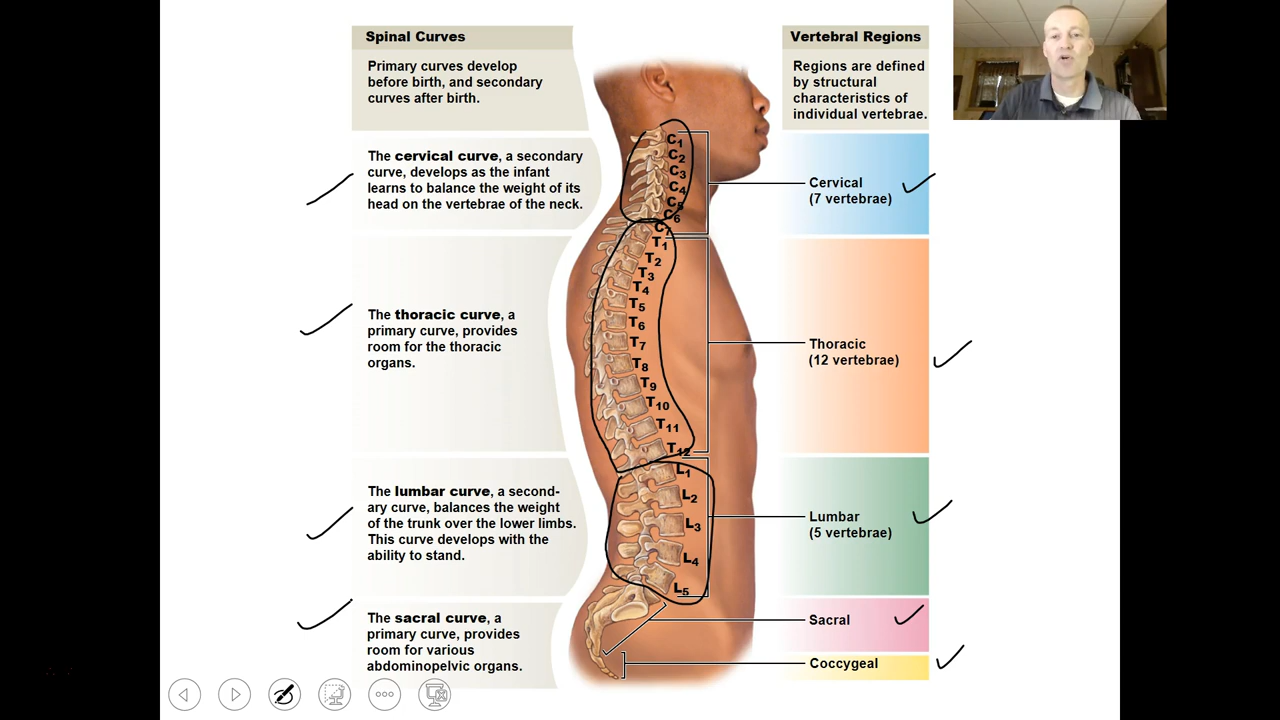 Spinal Curves
Primary curves develop
before birth, and secondary
curves after birth.
The cervical curve, a secondary
curve, develops as the infant
learns to balance the weight of its
head on the vertebrae of the neck.
The thoracic curve, a
primary curve, provides
room for the thoracic
organs.
The lumbar curve, a second-
ary curve, balances the weight
of the trunk over the lower limbs.
This curve develops with the
ability to stand.
The sacral curve, a
primary curve, provides
room for various
abdominopelvic organs.
C1
C2
C3
C4
C5
C6
C7
T1
T2
T3
T4
T5
T6
T7
T8
T9
T10
T11
T12
L1
L2
L3
L4
L5
Vertebral Regions
Regions are defined
by structural
characteristics of
individual vertebrae.
Cervical
(7 vertebrae)
Thoracic
(12 vertebrae)
Lumbar
(5 vertebrae)
Sacral
Coccygeal